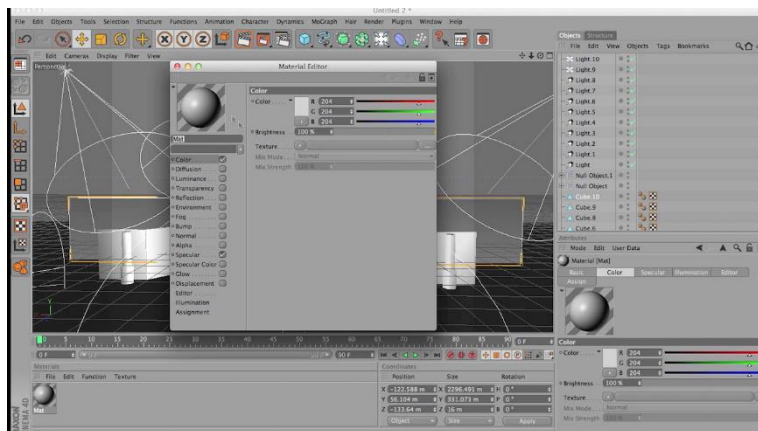 Untitled 2 *
File Edit Objects Tools Selection Structure Functions Animation Character Dynamics MoGraph Hair Render Plugins Window Help
Objects Structure
File Edit View Objects Tags Bookmarks
Edit Cameras Display Filter View
Perspective
Material Editor
Color
Color
R 204
G 204
B 204
Brightness 100 %
Texture
Mix Mode Normal
Mix Strength
Mat
Color
Diffusion
Luminance
Transparency
Reflection
Environment
Fog
Bump
Normal
Alpha
Specular
Specular Color
Glow
Displacement
Editor
Illumination
Assignment
Light.10
Light.9
Light.8
Light.7
Light.6
Light.5
Light.4
Light.3
Light.2
Light.1
Light
Null Object.1
Null Object
Cube.10
Cube.9
Cube.8
Cube.6
Attributes
Mode Edit User Data
Material [Mat]
Basic Color Specular Illumination Editor
Assign
Color
Color
R 204
G 204
B 204
Brightness 100 %
Texture
Mix Mode Normal
Mix Strength
Y
0 5 10 15 20 25 30 35 40 45 50 55 60 65 70 75 80 85 90 0 F
0 F
90 F
Materials
File Edit Function Texture
Mat
Coordinates
Position Size Rotation
X -122.588 m X 2296.491 m H 0 °
Y 56.104 m Y 331.073 m P 0 °
Z -133.64 m Z 16 m B 0 °
Object Size Apply
MAXON
CINEMA 4D